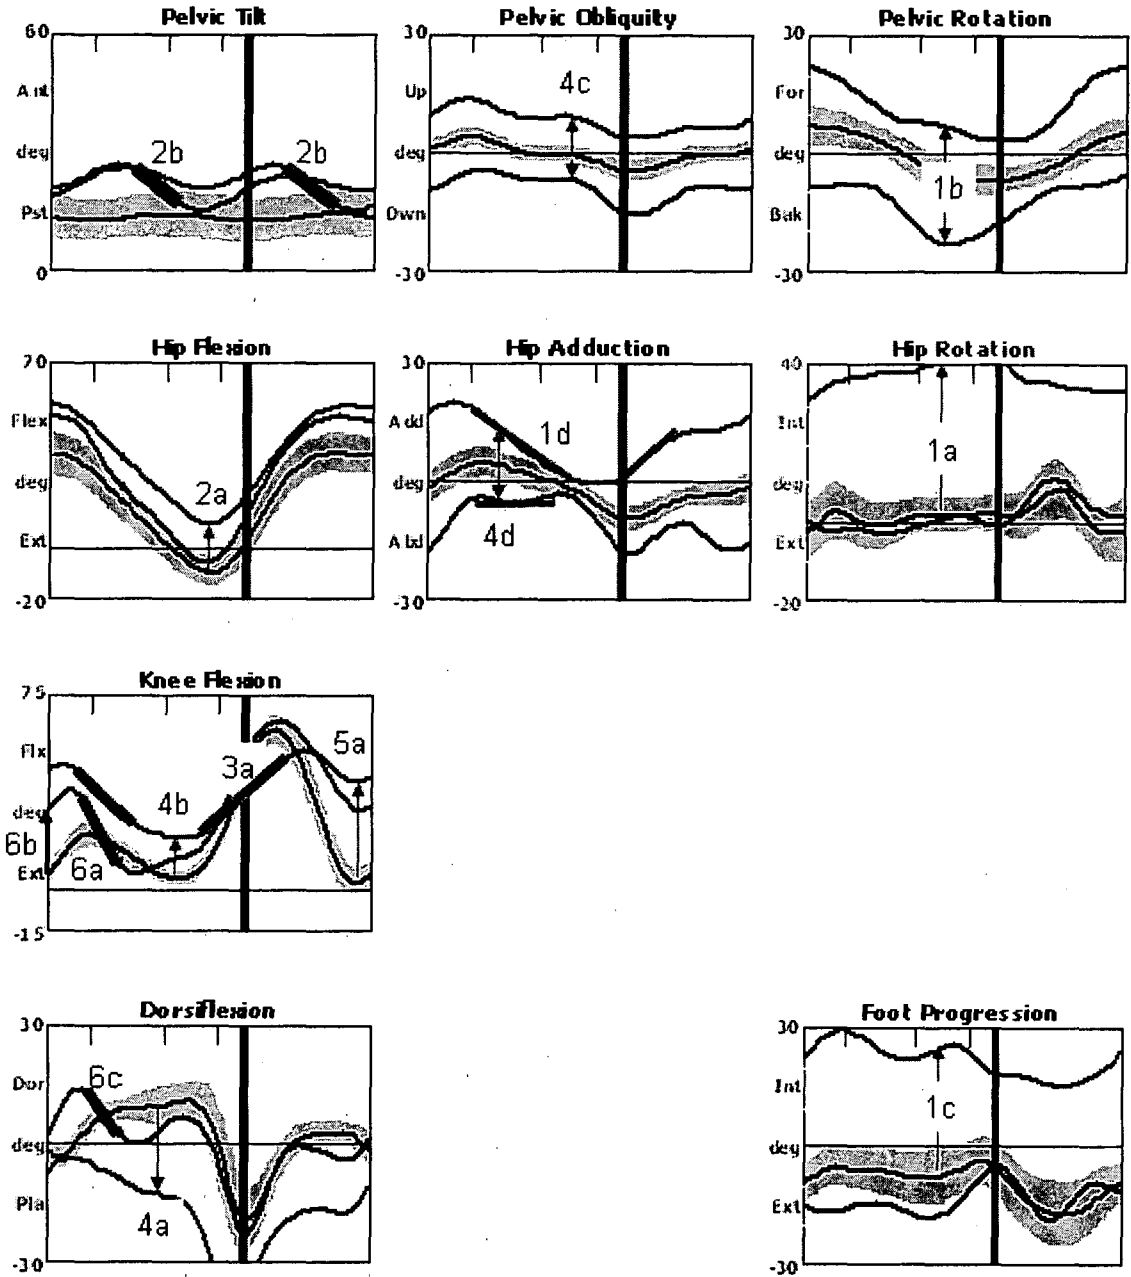 Pelvic Tilt
60
Ant
deg
Pst
0
2b
2b
Pelvic Obliquity
30
Up
deg
Dwn
-30
4c
Pelvic Rotation
30
For
deg
Bak
-30
1b
Hip Flexion
70
Flex
deg
Ext
-20
2a
Hip Adduction
30
Add
deg
Abd
-30
1d
4d
Hip Rotation
40
Int
deg
Ext
-20
1a
Knee Flexion
75
Flx
deg
Ext
-15
6b
6a
4b
3a
5a
Dorsiflexion
30
Dor
deg
Pla
-30
6c
4a
Foot Progression
30
Int
deg
Ext
-30
1c